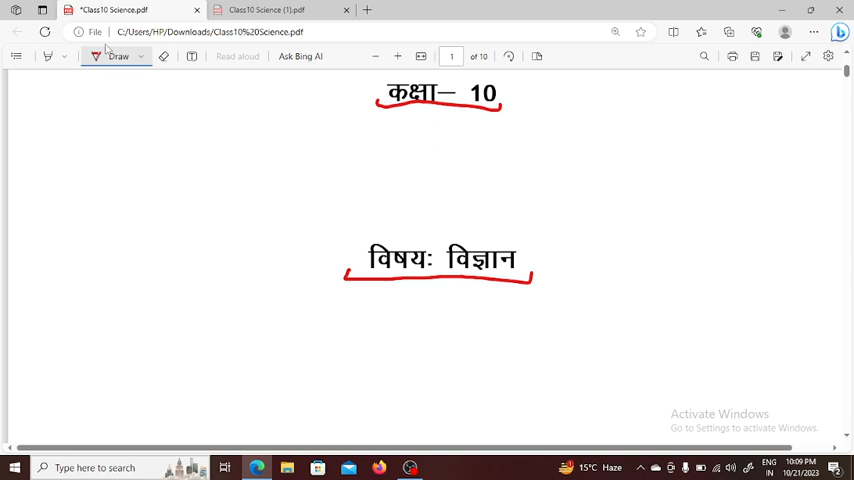 *Class10 Science.pdf
Class10 Science (1).pdf
File
C:/Users/HP/Downloads/Class10%20Science.pdf
Draw
Read aloud
Ask Bing AI
1
of 10
कक्षा– 10
विषयः विज्ञान
Activate Windows
Go to Settings to activate Windows.
Type here to search
15°C Haze
ENG
IN
10:09 PM
10/21/2023
2